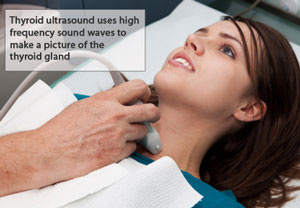 Thyroid ultrasound uses high
frequency sound waves to
make a picture of the
thyroid gland